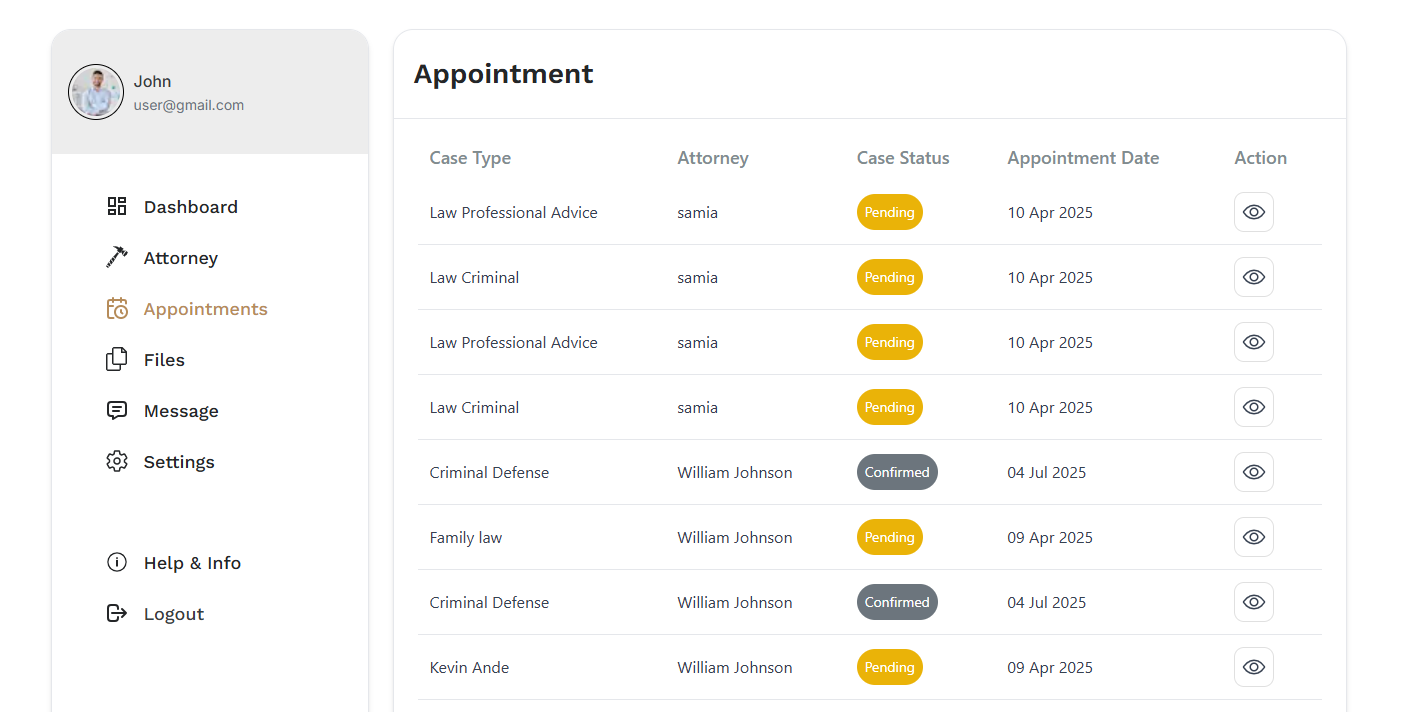 John
user@gmail.com
Dashboard
Attorney
Appointments
Files
Message
Settings
Help & Info
Logout
Appointment
Case Type Attorney Case Status Appointment Date Action
Law Professional Advice samia Pending 10 Apr 2025
Law Criminal samia Pending 10 Apr 2025
Law Professional Advice samia Pending 10 Apr 2025
Law Criminal samia Pending 10 Apr 2025
Criminal Defense William Johnson Confirmed 04 Jul 2025
Family law William Johnson Pending 09 Apr 2025
Criminal Defense William Johnson Confirmed 04 Jul 2025
Kevin Ande William Johnson Pending 09 Apr 2025